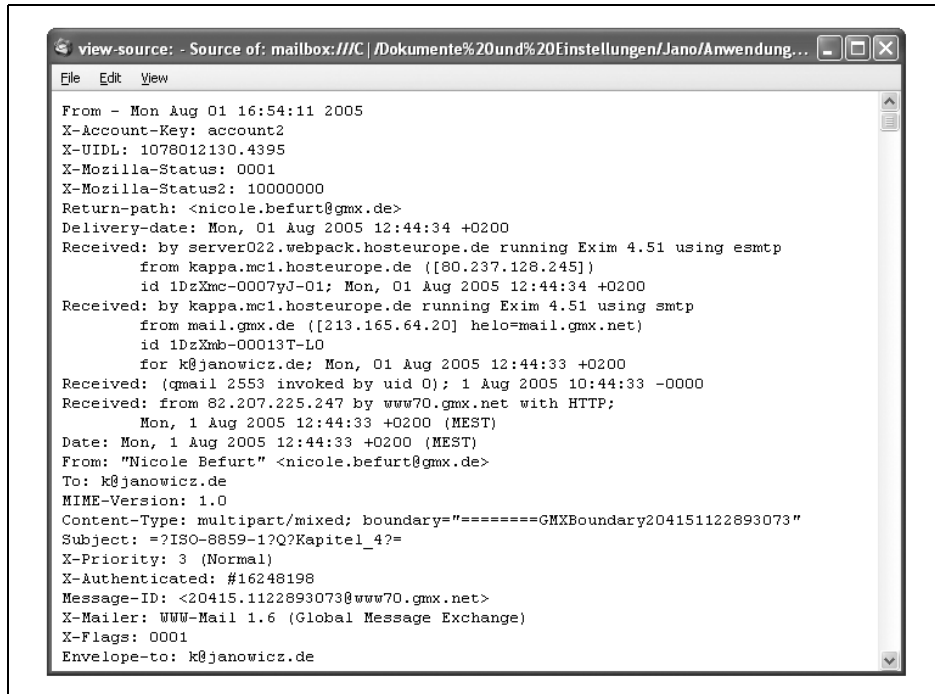 view-source: - Source of: mailbox:///C|/Dokumente%20und%20Einstellungen/Jano/Anwendung...
File Edit View
From - Mon Aug 01 16:54:11 2005
X-Account-Key: account2
X-UIDL: 1078012130.4395
X-Mozilla-Status: 0001
X-Mozilla-Status2: 10000000
Return-path: <nicole.befurt@gmx.de>
Delivery-date: Mon, 01 Aug 2005 12:44:34 +0200
Received: by server022.webpack.hosteurope.de running Exim 4.51 using esmtp
from kappa.mc1.hosteurope.de ([80.237.128.245])
id 1DzXmc-0007yJ-01; Mon, 01 Aug 2005 12:44:34 +0200
Received: by kappa.mc1.hosteurope.de running Exim 4.51 using smtp
from mail.gmx.de ([213.165.64.20] helo=mail.gmx.net)
id 1DzXmb-00013T-L0
for k@janowicz.de; Mon, 01 Aug 2005 12:44:33 +0200
Received: (qmail 2553 invoked by uid 0); 1 Aug 2005 10:44:33 -0000
Received: from 82.207.225.247 by www70.gmx.net with HTTP;
Mon, 1 Aug 2005 12:44:33 +0200 (MEST)
Date: Mon, 1 Aug 2005 12:44:33 +0200 (MEST)
From: "Nicole Befurt" <nicole.befurt@gmx.de>
To: k@janowicz.de
MIME-Version: 1.0
Content-Type: multipart/mixed; boundary="========GMXBoundary204151122893073"
Subject: =?ISO-8859-1?Q?Kapitel_4?=
X-Priority: 3 (Normal)
X-Authenticated: #16248198
Message-ID: <20415.1122893073@www70.gmx.net>
X-Mailer: WWW-Mail 1.6 (Global Message Exchange)
X-Flags: 0001
Envelope-to: k@janowicz.de